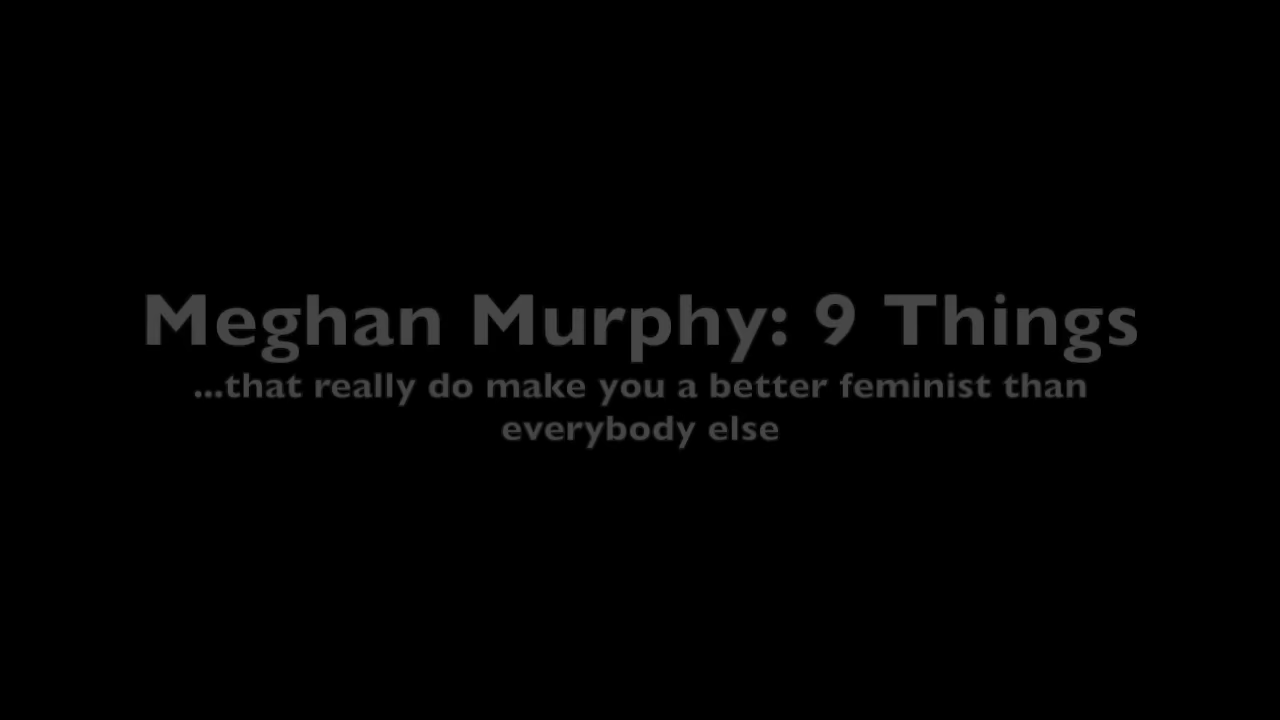 Meghan Murphy: 9 Things
...that really do make you a better feminist than
everybody else